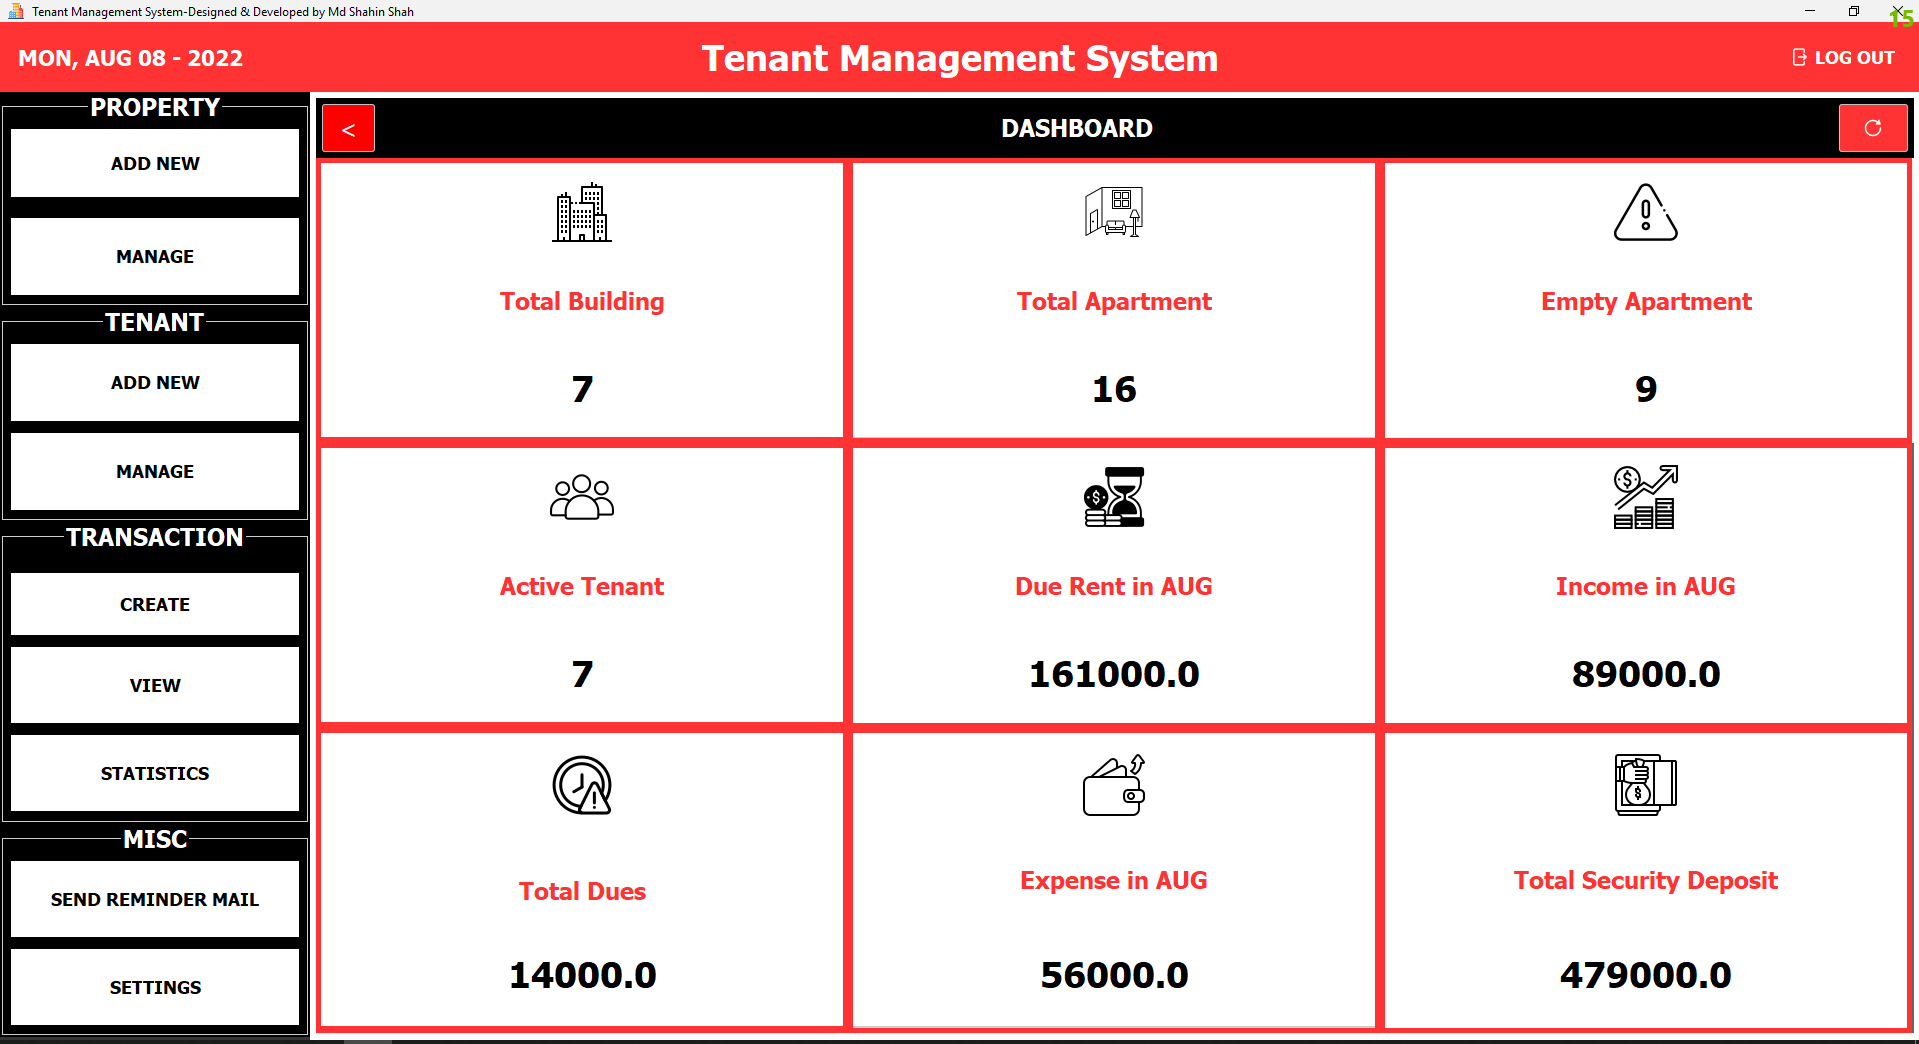 Tenant Management System-Designed & Developed by Md Shahin Shah
15
MON, AUG 08 - 2022
Tenant Management System
LOG OUT
PROPERTY
ADD NEW
MANAGE
TENANT
ADD NEW
MANAGE
TRANSACTION
CREATE
VIEW
STATISTICS
MISC
SEND REMINDER MAIL
SETTINGS
<
DASHBOARD
Total Building
7
Total Apartment
16
Empty Apartment
9
Active Tenant
7
Due Rent in AUG
161000.0
Income in AUG
89000.0
Total Dues
14000.0
Expense in AUG
56000.0
Total Security Deposit
479000.0